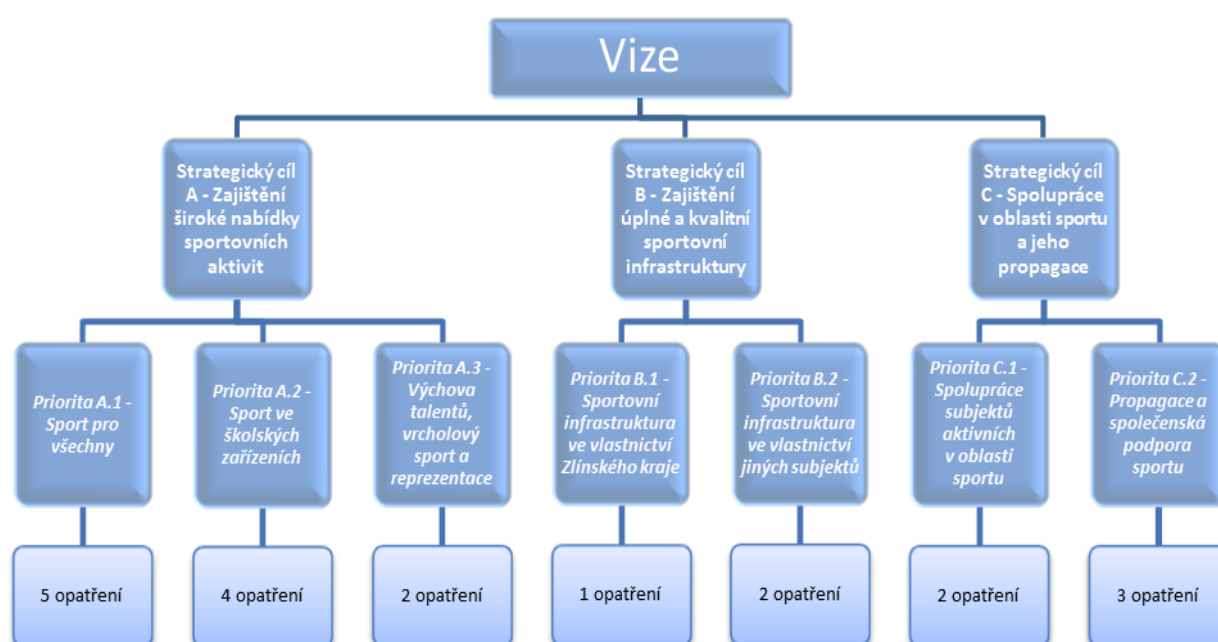 Vize
Strategický cíl
A - Zajištění
široké nabídky
sportovních
aktivit
Strategický cíl
B - Zajištění
úplné a kvalitní
sportovní
infrastruktury
Strategický cíl
C - Spolupráce
v oblasti sportu
a jeho
propagace
Priorita A.1 -
Sport pro
všechny
Priorita A.2 -
Sport ve
školských
zařízeních
Priorita A.3 -
Výchova
talentů,
vrcholový
sport a
reprezentace
Priorita B.1 -
Sportovní
infrastruktura
ve vlastnictví
Zlínského kraje
Priorita B.2 -
Sportovní
infrastruktura
ve vlastnictví
jiných subjektů
Priorita C.1 -
Spolupráce
subjektů
aktivních
v oblasti
sportu
Priorita C.2 -
Propagace a
společenská
podpora
sportu
5 opatření
4 opatření
2 opatření
1 opatření
2 opatření
2 opatření
3 opatření